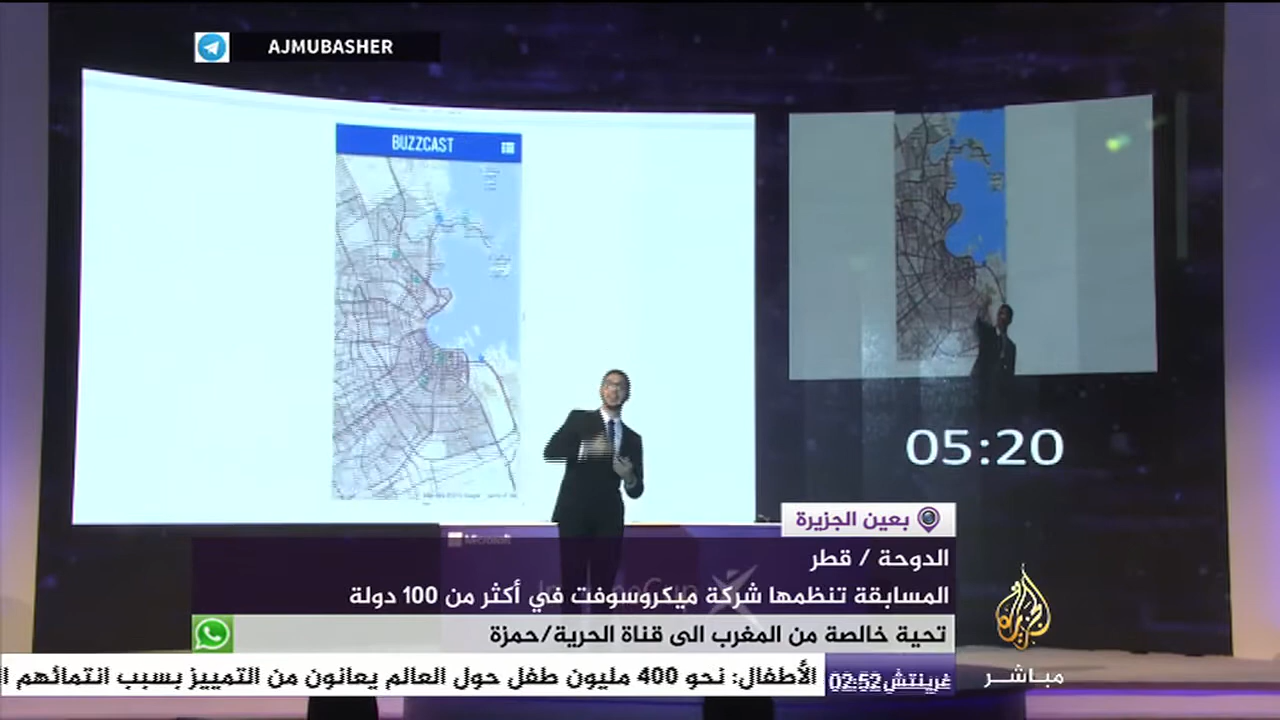 AJMUBASHER
BUZZCAST
05:20
بعين الجزيرة
Microsoft
الدوحة / قطر
المسابقة تنظمها شركة ميكروسوفت في أكثر من 100 دولة
تحية خالصة من المغرب الى قناة الحرية/حمزة
الجزيرة
مباشر
غرينتش 02:52
الأطفال: نحو 400 مليون طفل حول العالم يعانون من التمييز بسبب انتمائهم ا